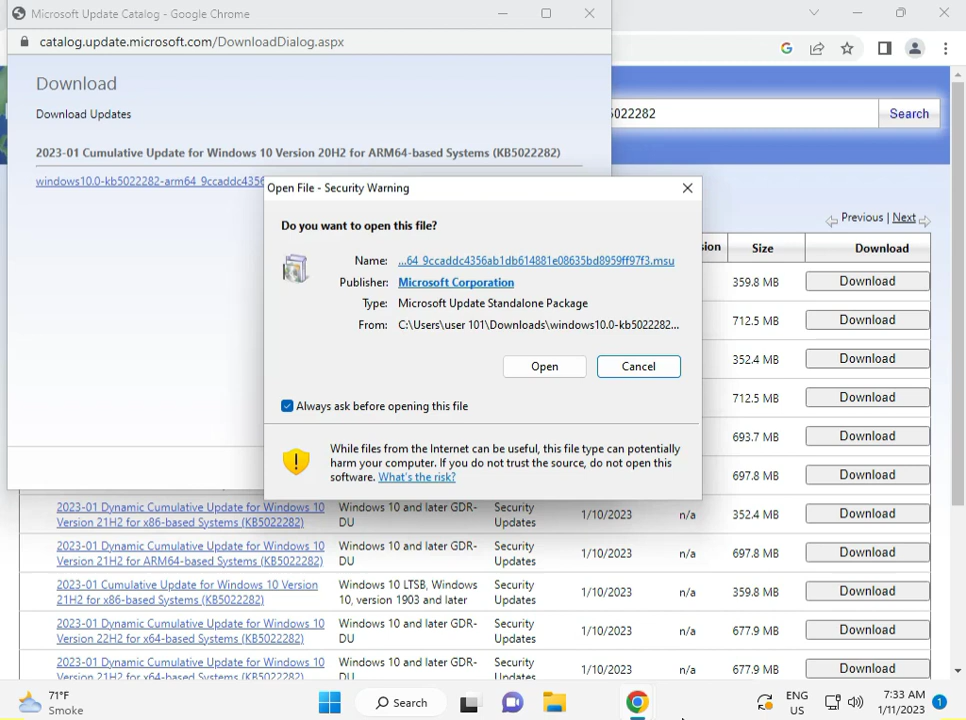 Microsoft Update Catalog - Google Chrome
catalog.update.microsoft.com/DownloadDialog.aspx
Download
Download Updates
5022282
Search
2023-01 Cumulative Update for Windows 10 Version 20H2 for ARM64-based Systems (KB5022282)
windows10.0-kb5022282-arm64_9ccaddc4356
Open File - Security Warning
Do you want to open this file?
Name: ...64_9ccaddc4356ab1db614881e08635bd8959ff97f3.msu
Publisher: Microsoft Corporation
Type: Microsoft Update Standalone Package
From: C:\Users\user 101\Downloads\windows10.0-kb5022282...
Open
Cancel
Always ask before opening this file
While files from the Internet can be useful, this file type can potentially
harm your computer. If you do not trust the source, do not open this
software. What's the risk?
Previous | Next
ion Size Download
359.8 MB Download
712.5 MB Download
352.4 MB Download
712.5 MB Download
693.7 MB Download
697.8 MB Download
2023-01 Dynamic Cumulative Update for Windows 10 Windows 10 and later GDR- Security
Version 21H2 for x86-based Systems (KB5022282) DU Updates 1/10/2023 n/a 352.4 MB Download
2023-01 Dynamic Cumulative Update for Windows 10 Windows 10 and later GDR- Security
Version 21H2 for ARM64-based Systems (KB5022282) DU Updates 1/10/2023 n/a 697.8 MB Download
2023-01 Cumulative Update for Windows 10 Version Windows 10 LTSB, Windows Security
21H2 for x86-based Systems (KB5022282) 10, version 1903 and later Updates 1/10/2023 n/a 359.8 MB Download
2023-01 Dynamic Cumulative Update for Windows 10 Windows 10 and later GDR- Security
Version 22H2 for x64-based Systems (KB5022282) DU Updates 1/10/2023 n/a 677.9 MB Download
2023-01 Dynamic Cumulative Update for Windows 10 Windows 10 and later GDR- Security
Version 21H2 for x64-based Systems (KB5022282) DU Updates 1/10/2023 n/a 677.9 MB Download
71°F
Smoke
Search
ENG
US
7:33 AM
1/11/2023
1